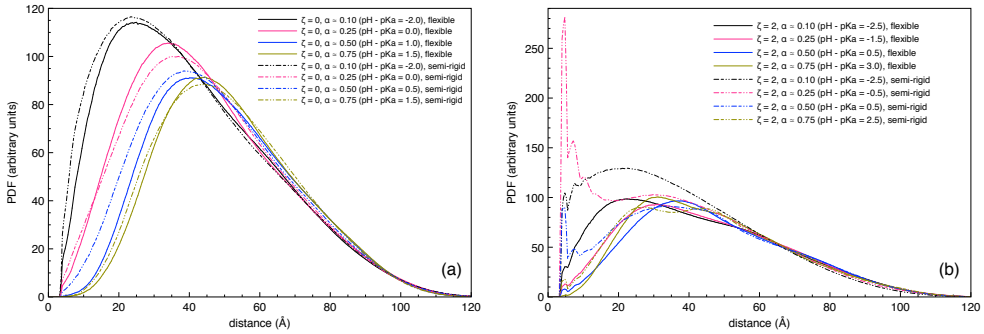 ζ = 0, α ≃ 0.10 (pH - pKa = -2.0), flexible
ζ = 0, α ≃ 0.25 (pH - pKa = 0.0), flexible
ζ = 0, α ≃ 0.50 (pH - pKa = 1.0), flexible
ζ = 0, α ≃ 0.75 (pH - pKa = 1.5), flexible
ζ = 0, α ≃ 0.10 (pH - pKa = -2.0), semi-rigid
ζ = 0, α ≃ 0.25 (pH - pKa = 0.0), semi-rigid
ζ = 0, α ≃ 0.50 (pH - pKa = 0.5), semi-rigid
ζ = 0, α ≃ 0.75 (pH - pKa = 1.5), semi-rigid
120
100
80
60
40
20
0
PDF (arbitrary units)
(a)
0 20 40 60 80 100 120
distance (Å)
ζ = 2, α ≃ 0.10 (pH - pKa = -2.5), flexible
ζ = 2, α ≃ 0.25 (pH - pKa = -1.5), flexible
ζ = 2, α ≃ 0.50 (pH - pKa = 0.5), flexible
ζ = 2, α ≃ 0.75 (pH - pKa = 3.0), flexible
ζ = 2, α ≃ 0.10 (pH - pKa = -2.5), semi-rigid
ζ = 2, α ≃ 0.25 (pH - pKa = -0.5), semi-rigid
ζ = 2, α ≃ 0.50 (pH - pKa = 0.5), semi-rigid
ζ = 2, α ≃ 0.75 (pH - pKa = 2.5), semi-rigid
250
200
150
100
50
0
PDF (arbitrary units)
(b)
0 20 40 60 80 100 120
distance (Å)